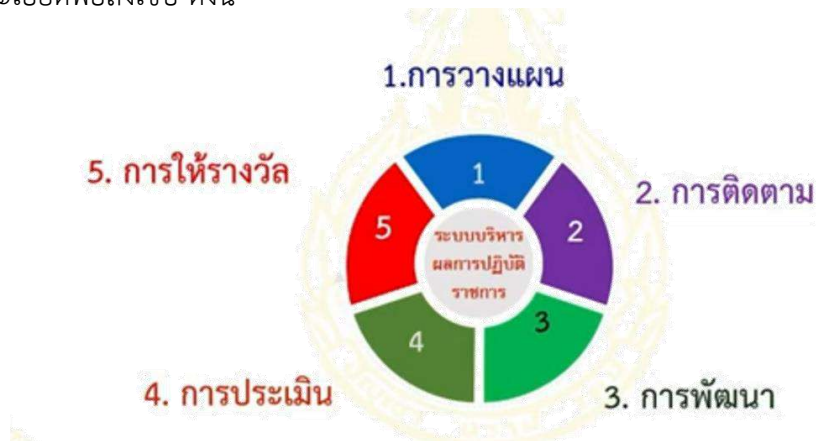 ดังนี้
1.การวางแผน
5. การให้รางวัล
1
2. การติดตาม
5
2
ระบบบริหาร
ผลการปฏิบัติ
ราชการ
3
4
4. การประเมิน
3. การพัฒนา